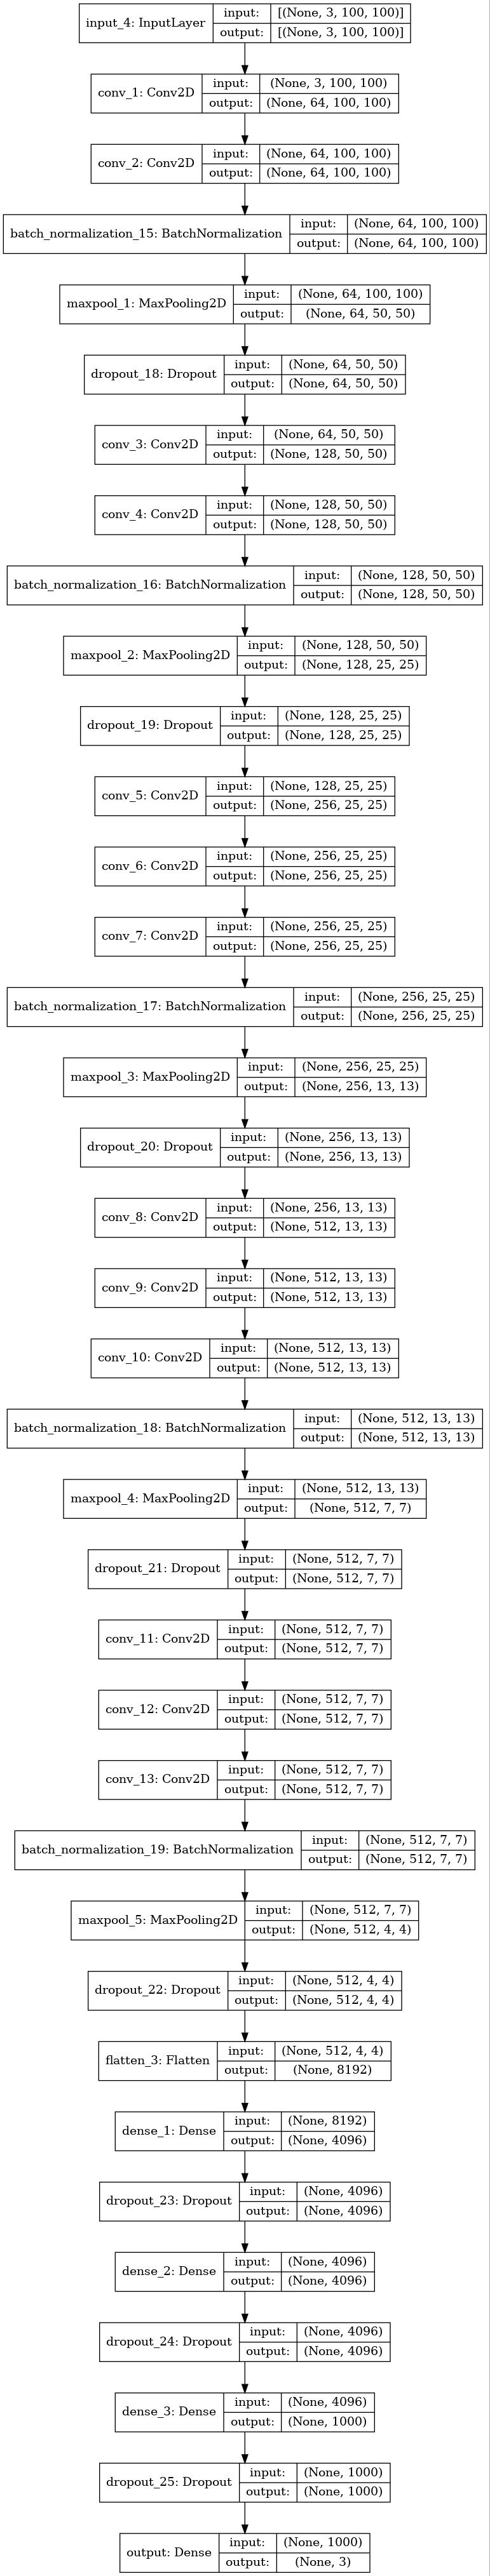 input_4: InputLayer input: [(None, 3, 100, 100)]
output: [(None, 3, 100, 100)]
conv_1: Conv2D input: (None, 3, 100, 100)
output: (None, 64, 100, 100)
conv_2: Conv2D input: (None, 64, 100, 100)
output: (None, 64, 100, 100)
batch_normalization_15: BatchNormalization input: (None, 64, 100, 100)
output: (None, 64, 100, 100)
maxpool_1: MaxPooling2D input: (None, 64, 100, 100)
output: (None, 64, 50, 50)
dropout_18: Dropout input: (None, 64, 50, 50)
output: (None, 64, 50, 50)
conv_3: Conv2D input: (None, 64, 50, 50)
output: (None, 128, 50, 50)
conv_4: Conv2D input: (None, 128, 50, 50)
output: (None, 128, 50, 50)
batch_normalization_16: BatchNormalization input: (None, 128, 50, 50)
output: (None, 128, 50, 50)
maxpool_2: MaxPooling2D input: (None, 128, 50, 50)
output: (None, 128, 25, 25)
dropout_19: Dropout input: (None, 128, 25, 25)
output: (None, 128, 25, 25)
conv_5: Conv2D input: (None, 128, 25, 25)
output: (None, 256, 25, 25)
conv_6: Conv2D input: (None, 256, 25, 25)
output: (None, 256, 25, 25)
conv_7: Conv2D input: (None, 256, 25, 25)
output: (None, 256, 25, 25)
batch_normalization_17: BatchNormalization input: (None, 256, 25, 25)
output: (None, 256, 25, 25)
maxpool_3: MaxPooling2D input: (None, 256, 25, 25)
output: (None, 256, 13, 13)
dropout_20: Dropout input: (None, 256, 13, 13)
output: (None, 256, 13, 13)
conv_8: Conv2D input: (None, 256, 13, 13)
output: (None, 512, 13, 13)
conv_9: Conv2D input: (None, 512, 13, 13)
output: (None, 512, 13, 13)
conv_10: Conv2D input: (None, 512, 13, 13)
output: (None, 512, 13, 13)
batch_normalization_18: BatchNormalization input: (None, 512, 13, 13)
output: (None, 512, 13, 13)
maxpool_4: MaxPooling2D input: (None, 512, 13, 13)
output: (None, 512, 7, 7)
dropout_21: Dropout input: (None, 512, 7, 7)
output: (None, 512, 7, 7)
conv_11: Conv2D input: (None, 512, 7, 7)
output: (None, 512, 7, 7)
conv_12: Conv2D input: (None, 512, 7, 7)
output: (None, 512, 7, 7)
conv_13: Conv2D input: (None, 512, 7, 7)
output: (None, 512, 7, 7)
batch_normalization_19: BatchNormalization input: (None, 512, 7, 7)
output: (None, 512, 7, 7)
maxpool_5: MaxPooling2D input: (None, 512, 7, 7)
output: (None, 512, 4, 4)
dropout_22: Dropout input: (None, 512, 4, 4)
output: (None, 512, 4, 4)
flatten_3: Flatten input: (None, 512, 4, 4)
output: (None, 8192)
dense_1: Dense input: (None, 8192)
output: (None, 4096)
dropout_23: Dropout input: (None, 4096)
output: (None, 4096)
dense_2: Dense input: (None, 4096)
output: (None, 4096)
dropout_24: Dropout input: (None, 4096)
output: (None, 4096)
dense_3: Dense input: (None, 4096)
output: (None, 1000)
dropout_25: Dropout input: (None, 1000)
output: (None, 1000)
output: Dense input: (None, 1000)
output: (None, 3)